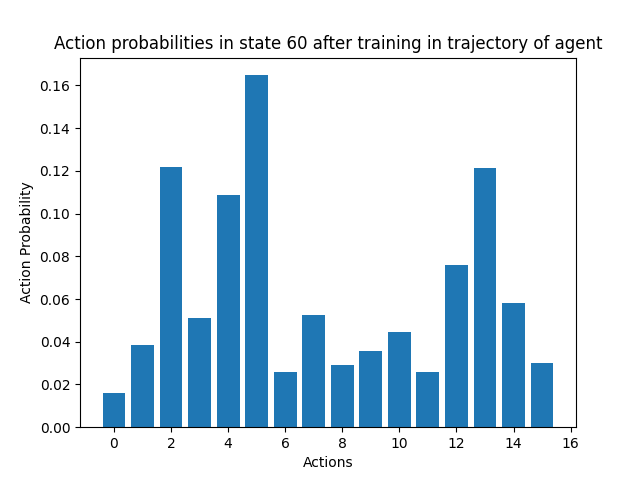 Action probabilities in state 60 after training in trajectory of agent
0.16
0.14
0.12
0.10
0.08
0.06
0.04
0.02
0.00
Action Probability
0 2 4 6 8 10 12 14 16
Actions